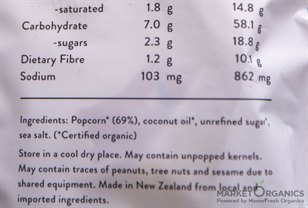 -saturated 1.8 g 14.8 g
Carbohydrate 7.0 g 58.1 g
-sugars 2.3 g 18.8 g
Dietary Fibre 1.2 g 10.1 g
Sodium 103 mg 862 mg
Ingredients: Popcorn* (69%), coconut oil*, unrefined sugar*,
sea salt. (*Certified organic)
Store in a cool dry place. May contain unpopped kernels.
May contain traces of peanuts, tree nuts and sesame due to
shared equipment. Made in New Zealand from local and
imported ingredients.
MARKETORGANICS
Powered by HomeFresh Organics